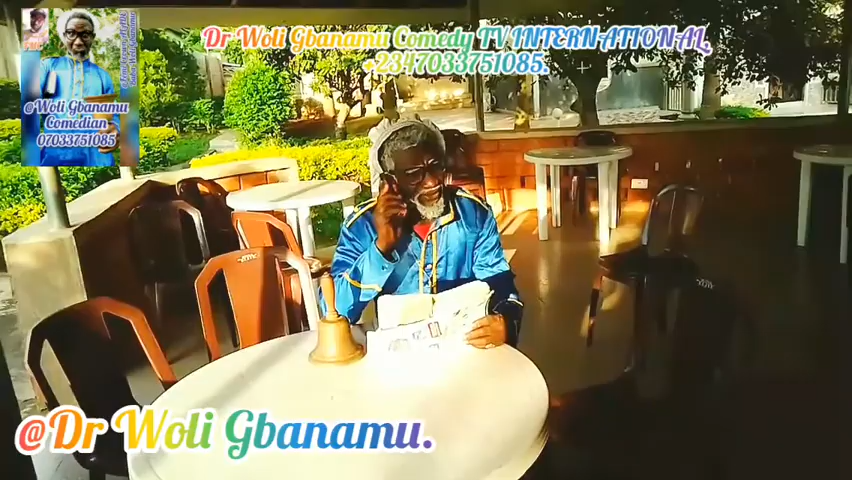 Dr Woli Gbanamu Comedy TV INTERNATIONAL,
+2347033751085.
@Woli Gbanamu
Comedian
07033751085
@Dr Woli Gbanamu.